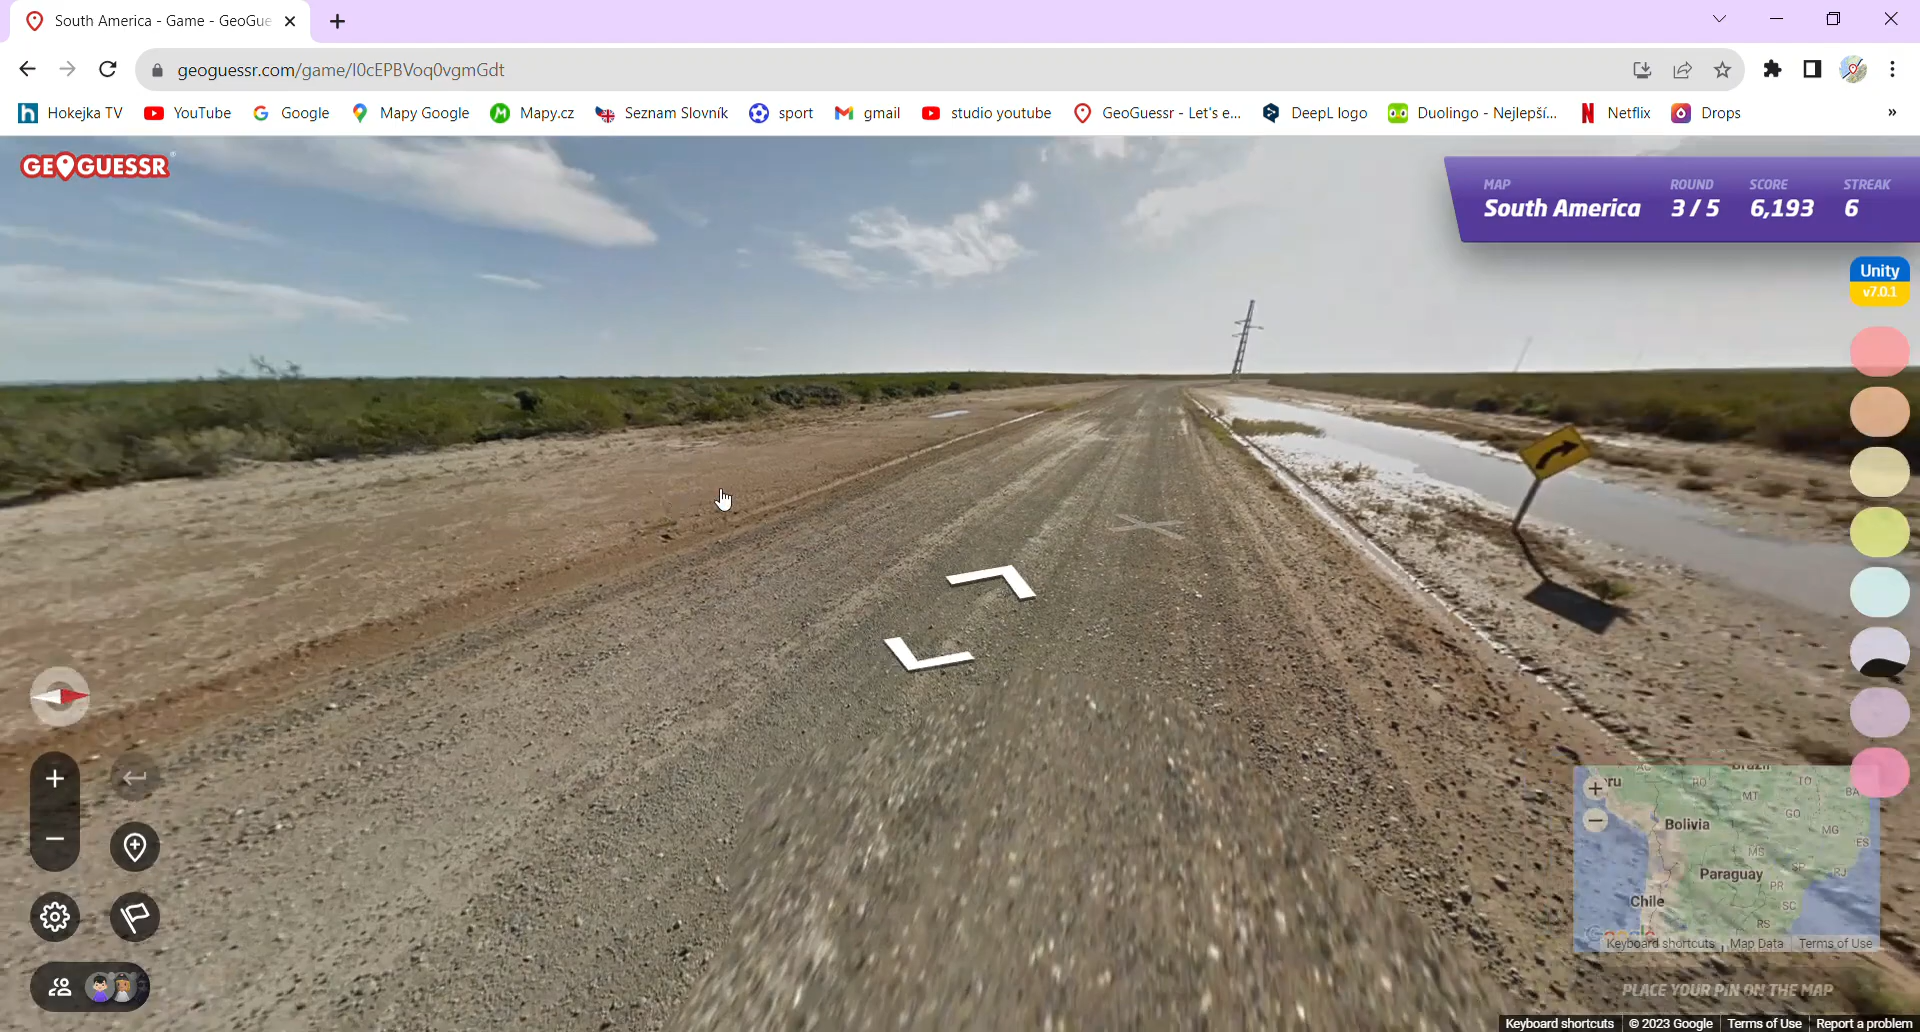 South America - Game - GeoGue
geoguessr.com/game/I0cEPBVoq0vgmGdt
Hokejka TV YouTube Google Mapy Google Mapy.cz Seznam Slovník sport gmail studio youtube GeoGuessr - Let's e... DeepL logo Duolingo - Nejlepší... Netflix Drops »
GEOGUESSR
MAP ROUND SCORE STREAK
South America 3 / 5 6,193 6
Unity
v7.0.1
Brazil
ru AC RO TO
MT BA
Bolivia GO
MG
MS ES
SP
Paraguay RJ
PR
Chile SC
RS
Keyboard shortcuts Map Data Terms of Use
PLACE YOUR PIN ON THE MAP
Keyboard shortcuts © 2023 Google Terms of Use Report a problem